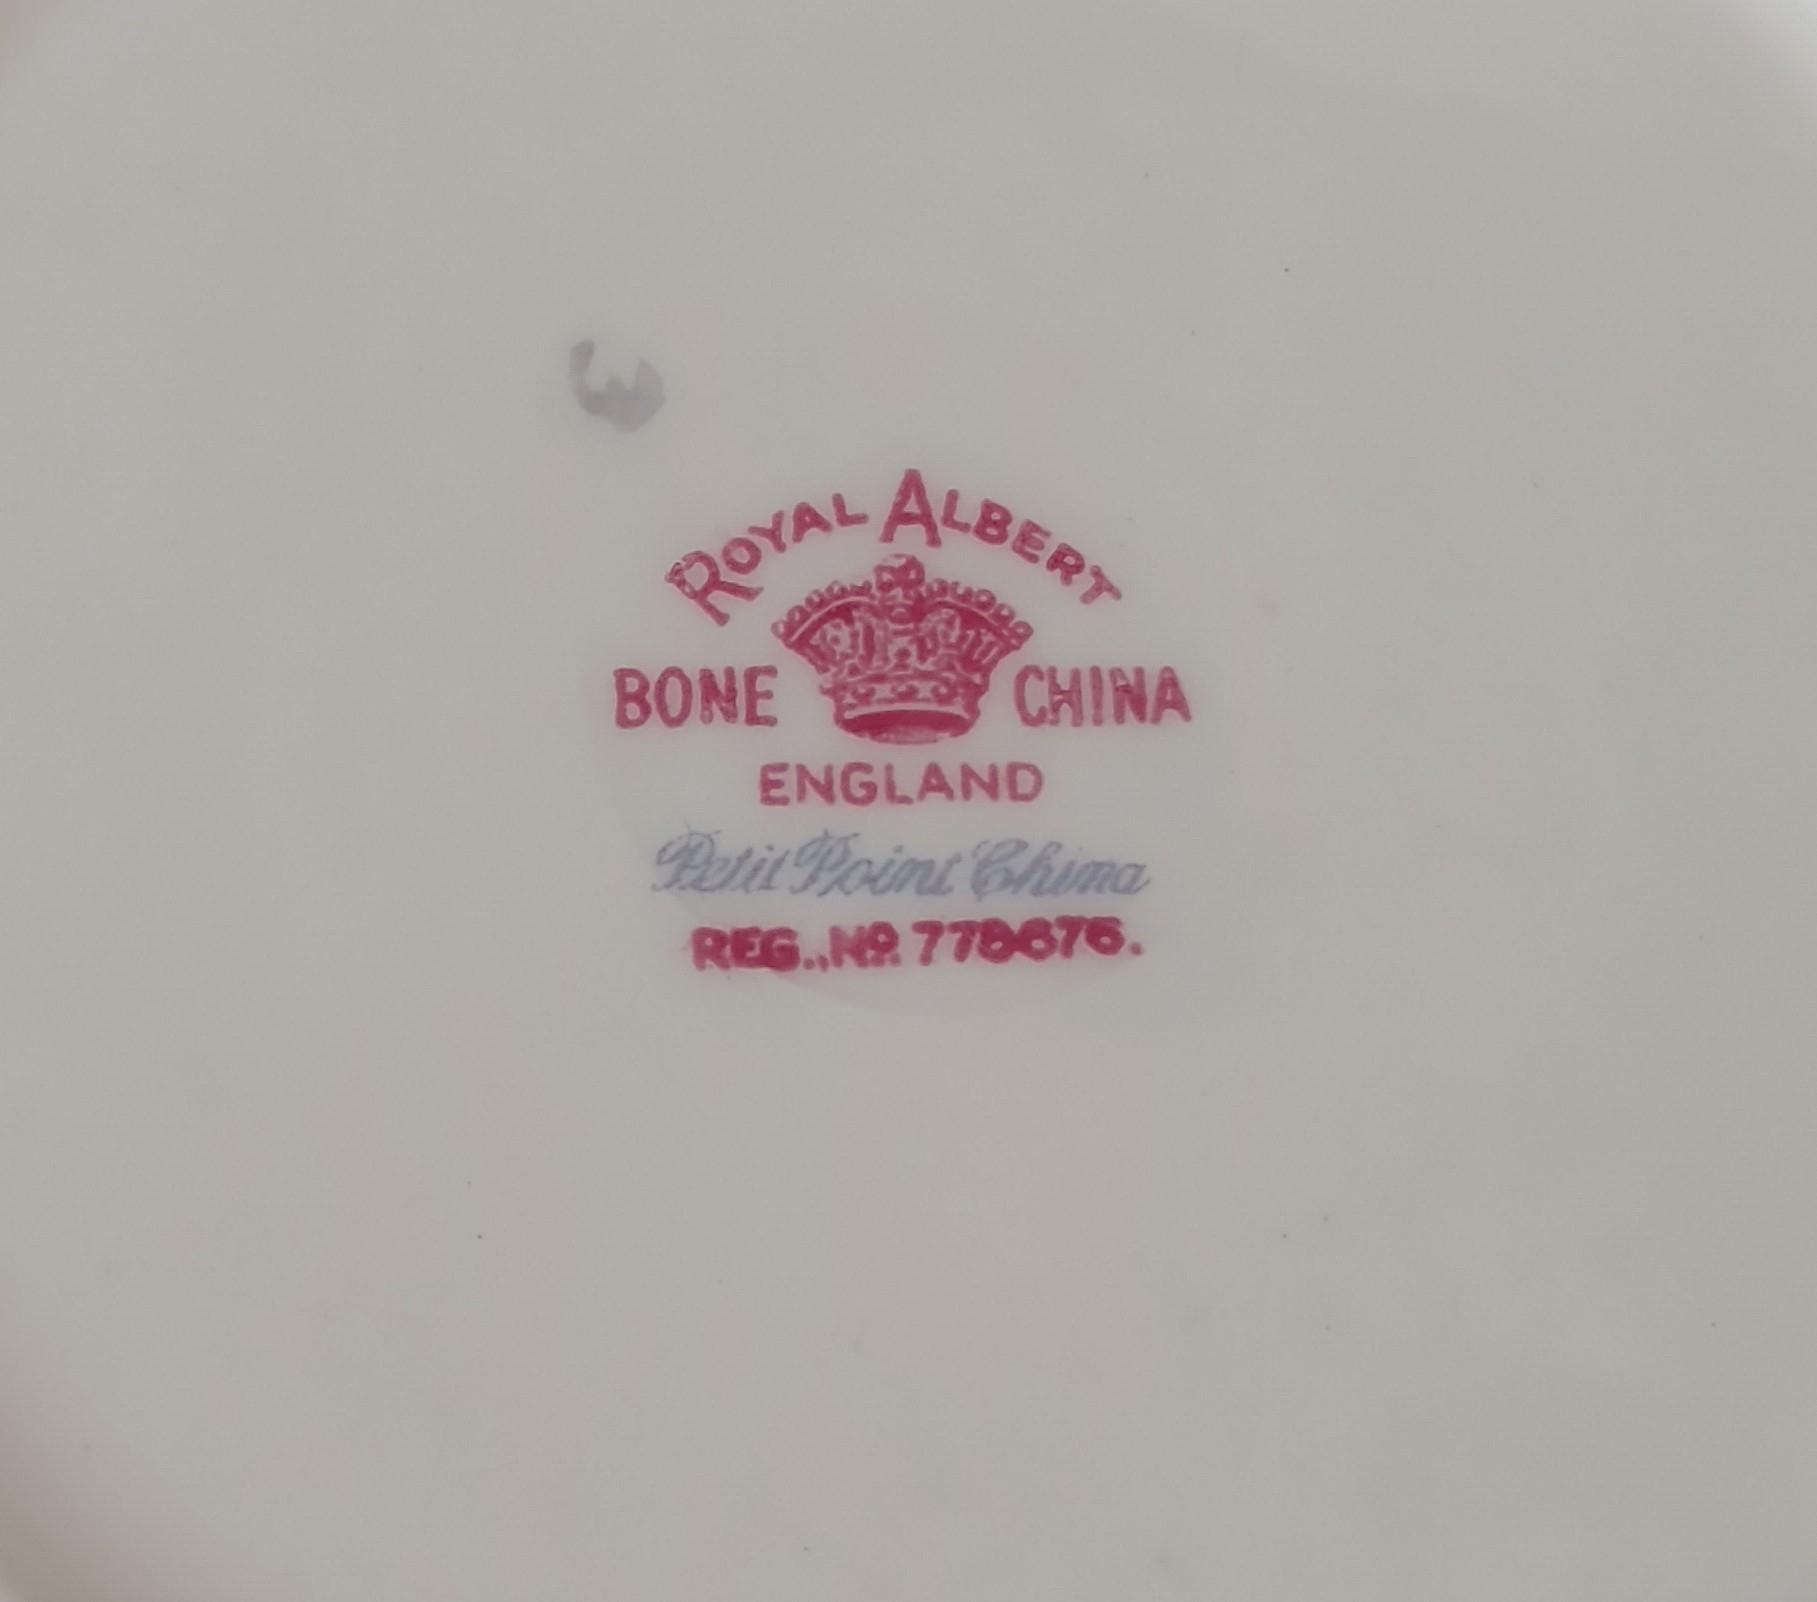 ROYAL ALBERT
BONE CHINA
ENGLAND
Petit Point China
REG., No. 778676.